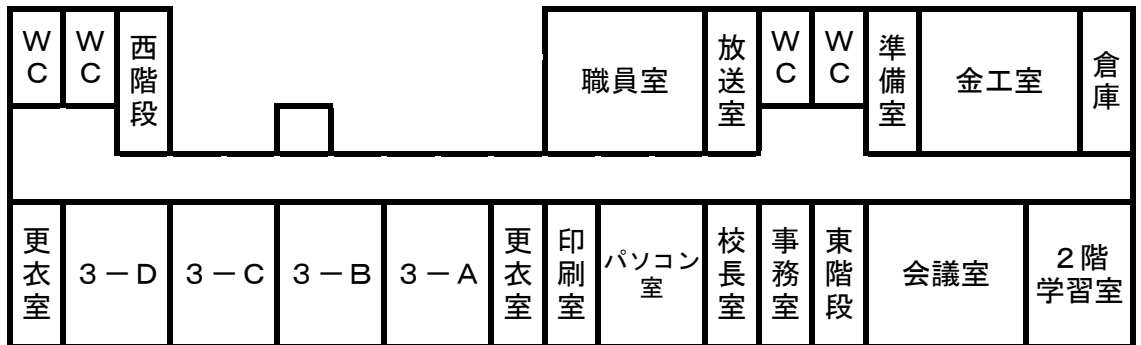 WC
WC
西階段
職員室
放送室
WC
WC
準備室
金工室
倉庫
更衣室
3－D
3－C
3－B
3－A
更衣室
印刷室
パソコン
室
校長室
事務室
東階段
会議室
2階
学習室